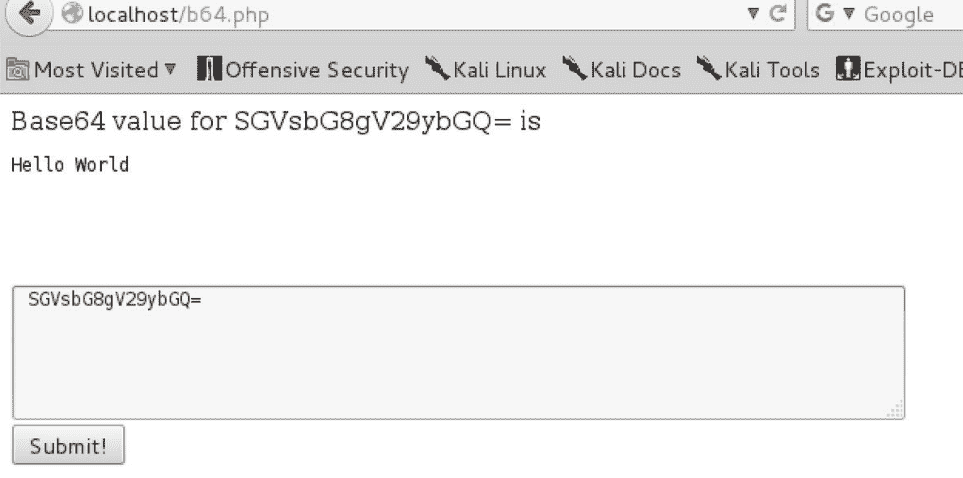 localhost/b64.php Google
Most Visited Offensive Security Kali Linux Kali Docs Kali Tools Exploit-DB
Base64 value for SGVsbG8gV29ybGQ= is
Hello World
SGVsbG8gV29ybGQ=
Submit!